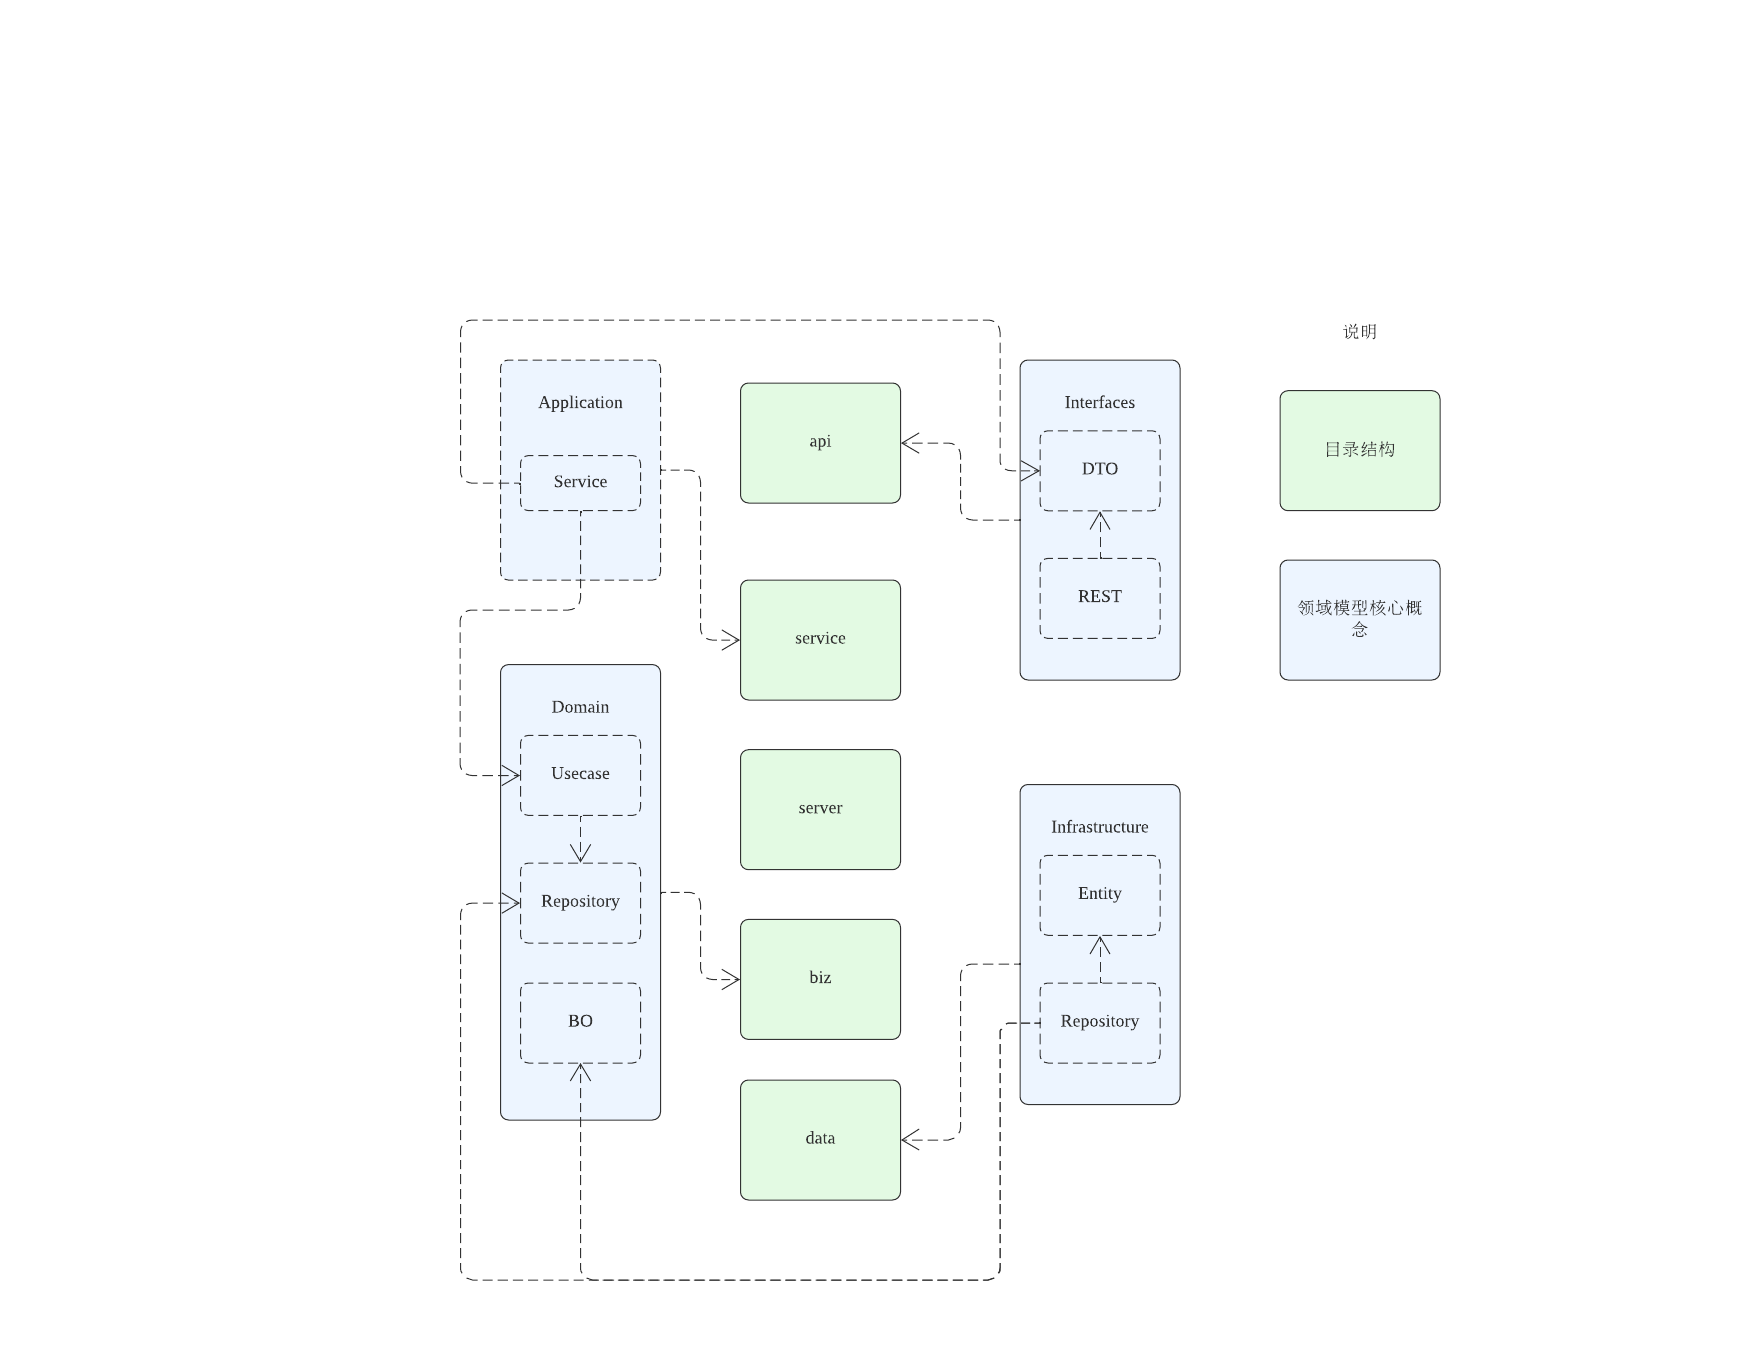 说明
Application
Service
api
Interfaces
DTO
REST
目录结构
领域模型核心概
念
service
Domain
Usecase
Repository
BO
server
biz
data
Infrastructure
Entity
Repository